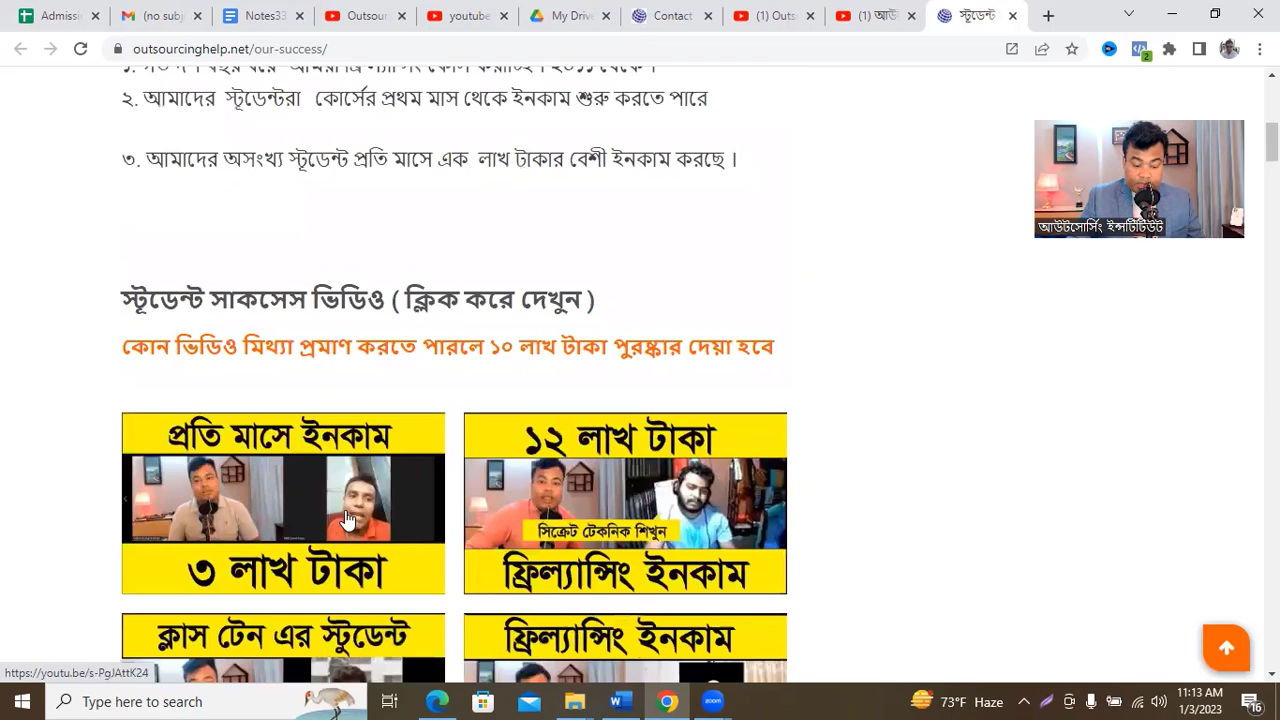 Admissi
(no subj
Notes33
Outsour
youtube
My Driv
Contact
(1) Outs
(1) আউ
স্টুডেন্ট
outsourcinghelp.net/our-success/
2
২. আমাদের স্টূডেন্টরা কোর্সের প্রথম মাস থেকে ইনকাম শুরু করতে পারে
৩. আমাদের অসংখ্য স্টূডেন্ট প্রতি মাসে এক লাখ টাকার বেশী ইনকাম করছে ।
আউটসোর্সিং ইন্সটিটিউট
স্টূডেন্ট সাকসেস ভিডিও ( ক্লিক করে দেখুন )
কোন ভিডিও মিথ্যা প্রমাণ করতে পারলে ১০ লাখ টাকা পুরষ্কার দেয়া হবে
প্রতি মাসে ইনকাম
৩ লাখ টাকা
১২ লাখ টাকা
সিক্রেট টেকনিক শিখুন
ফ্রিল্যান্সিং ইনকাম
ক্লাস টেন এর স্টুডেন্ট
ফ্রিল্যান্সিং ইনকাম
https://youtu.be/s-PgJAttK24
Type here to search
zoom
73°F Haze
11:13 AM
1/3/2023
16